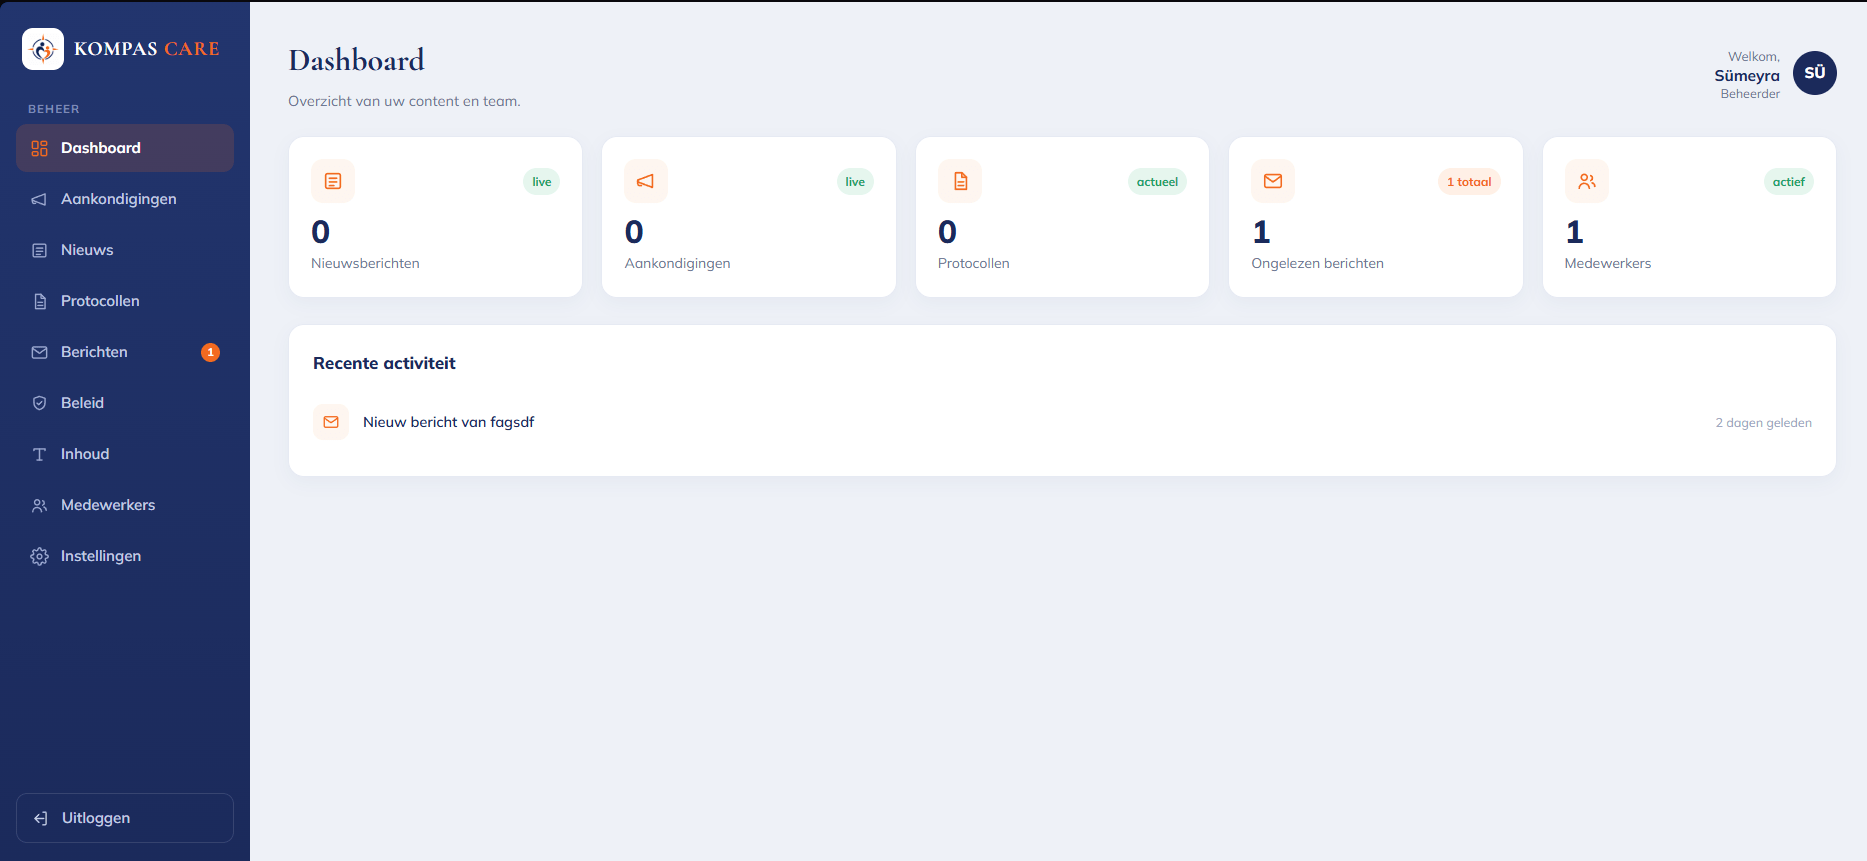 KOMPAS CARE
BEHEER
Dashboard
Aankondigingen
Nieuws
Protocollen
Berichten 1
Beleid
Inhoud
Medewerkers
Instellingen
Uitloggen
Dashboard
Overzicht van uw content en team.
Welkom,
Sümeyra
Beheerder
SÜ
live
0
Nieuwsberichten
live
0
Aankondigingen
actueel
0
Protocollen
1 totaal
1
Ongelezen berichten
actief
1
Medewerkers
Recente activiteit
Nieuw bericht van fagsdf 2 dagen geleden